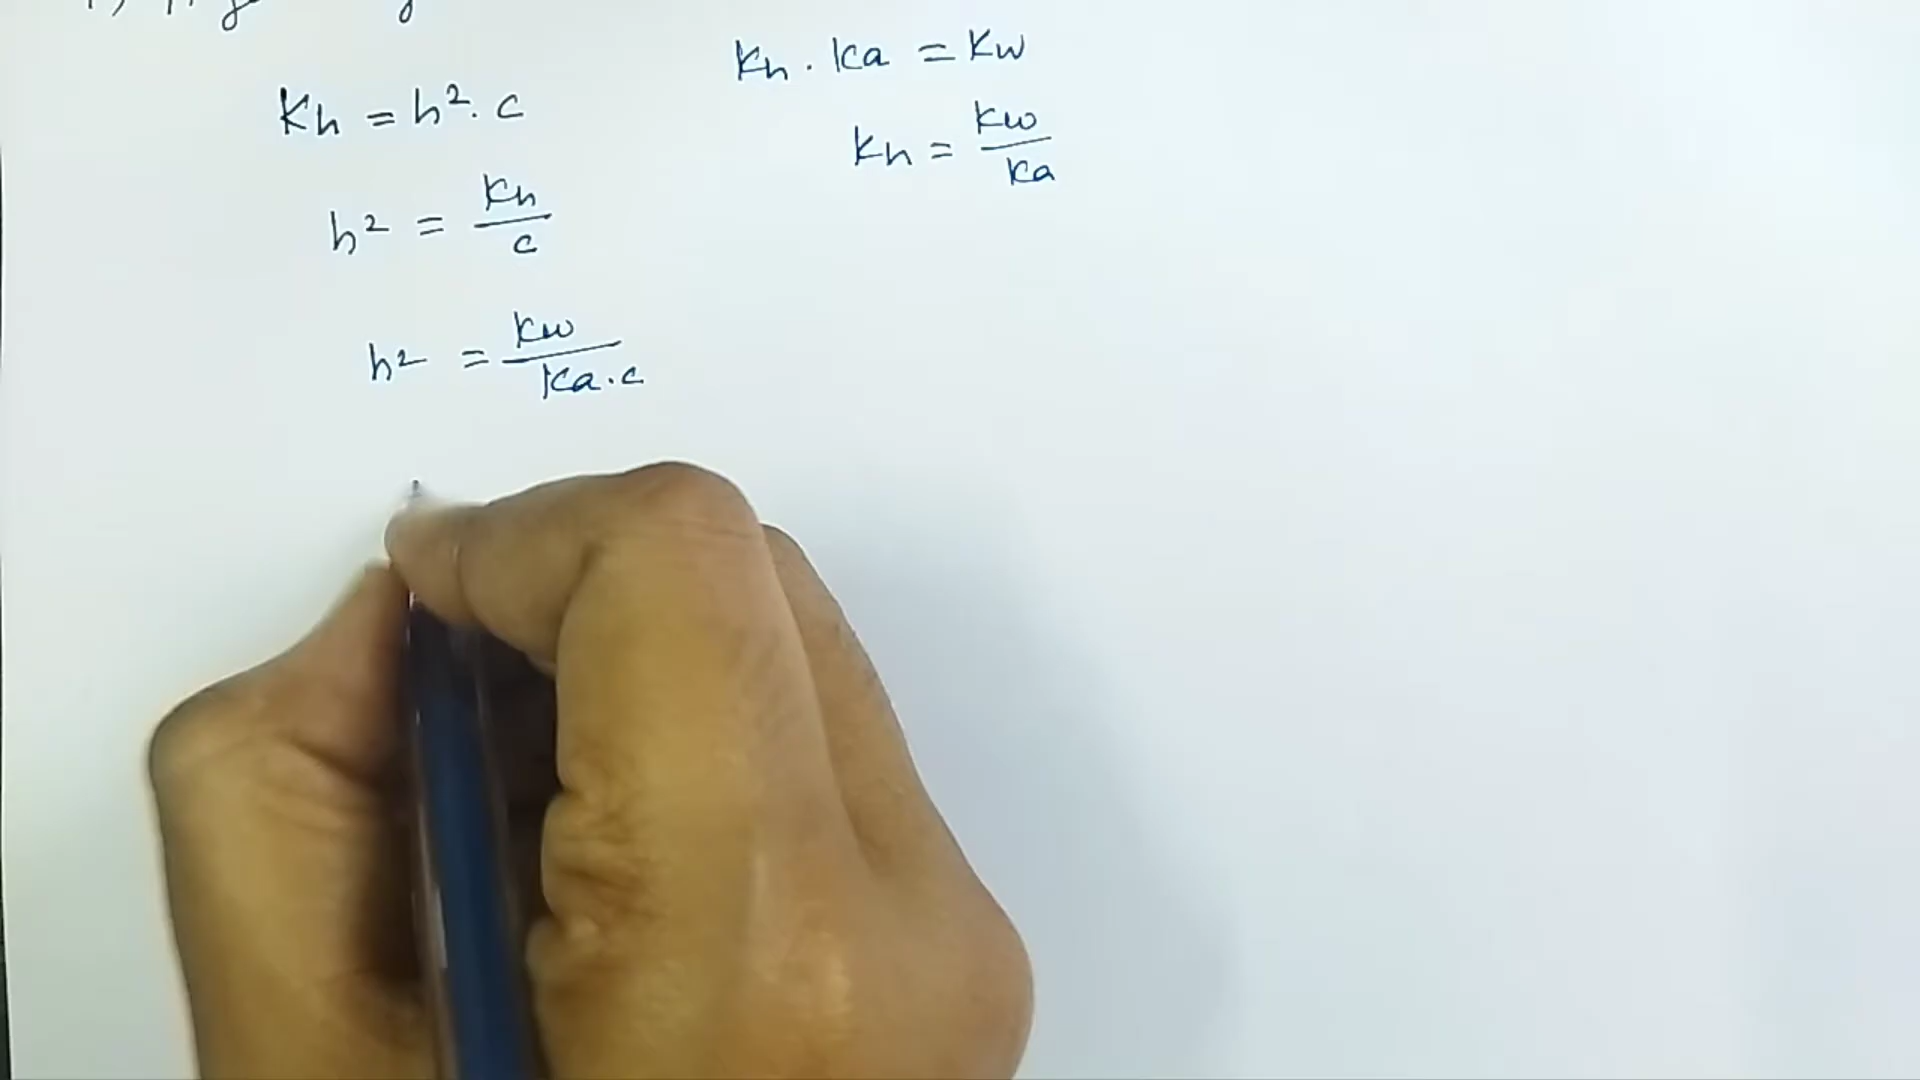 Kh = h². c
h² = Kh / c
h² = Kw / Ka . c
Kh . Ka = Kw
Kh = Kw / Ka